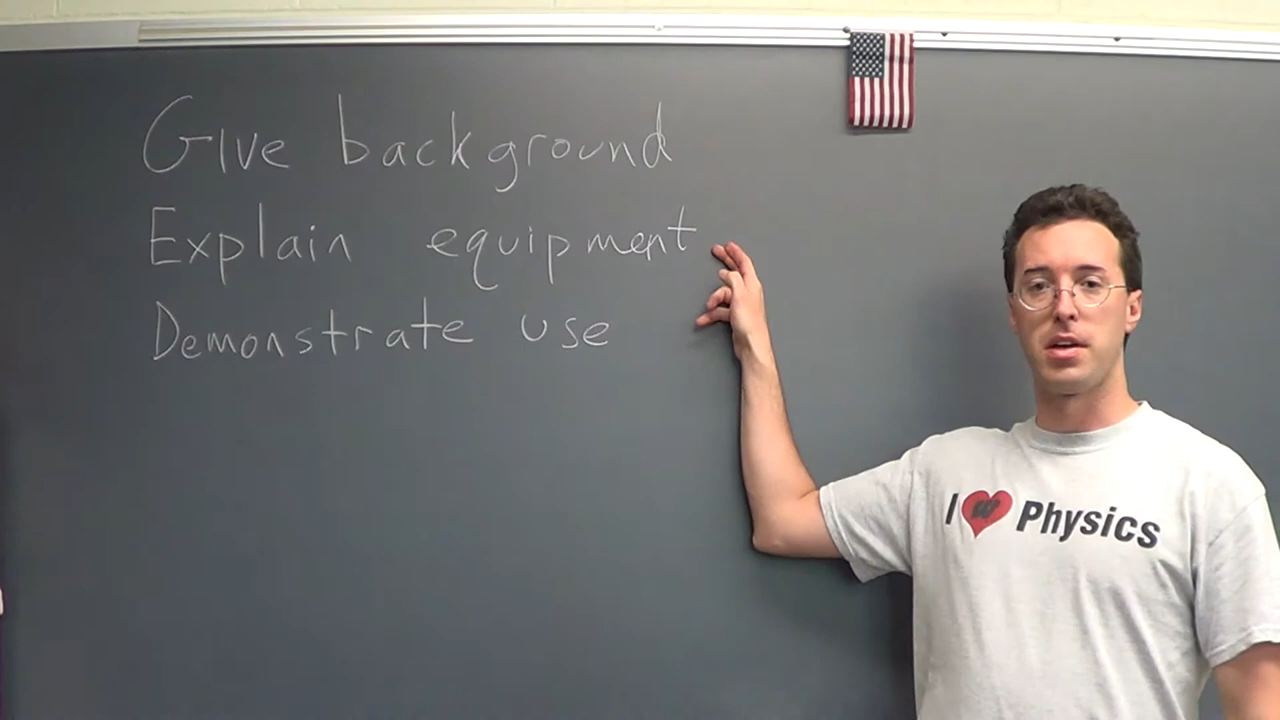 Give background
Explain equipment
Demonstrate use
I Physics